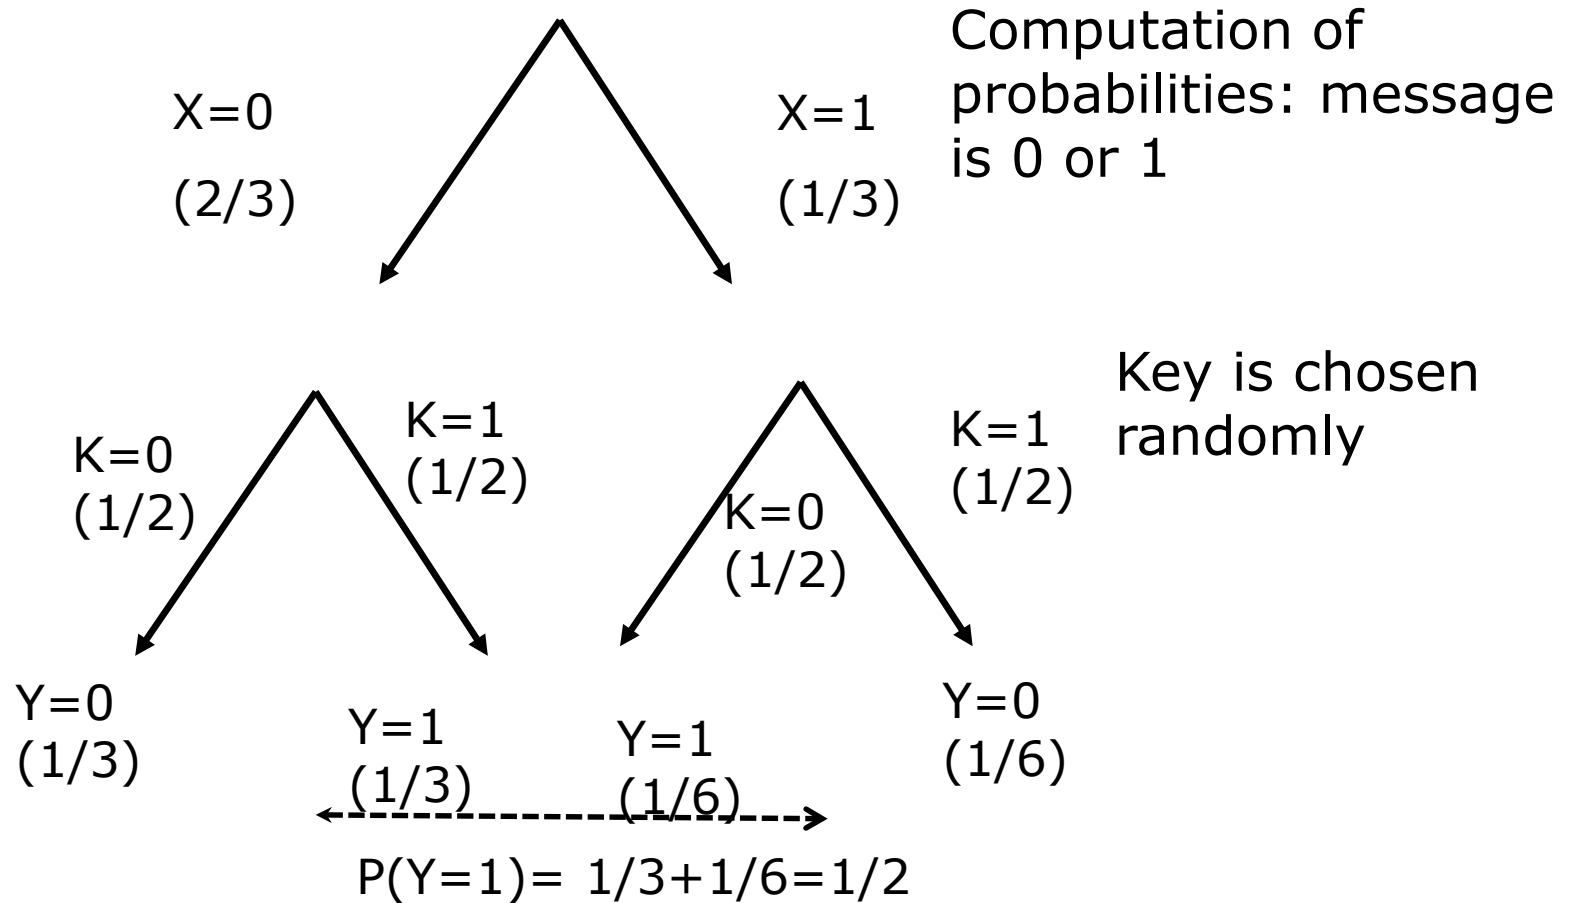 Computation of
probabilities: message
is 0 or 1
X=0
(2/3)
X=1
(1/3)
Key is chosen
randomly
K=0
(1/2)
K=1
(1/2)
K=0
(1/2)
K=1
(1/2)
Y=0
(1/3)
Y=1
(1/3)
Y=1
(1/6)
Y=0
(1/6)
P(Y=1)= 1/3+1/6=1/2